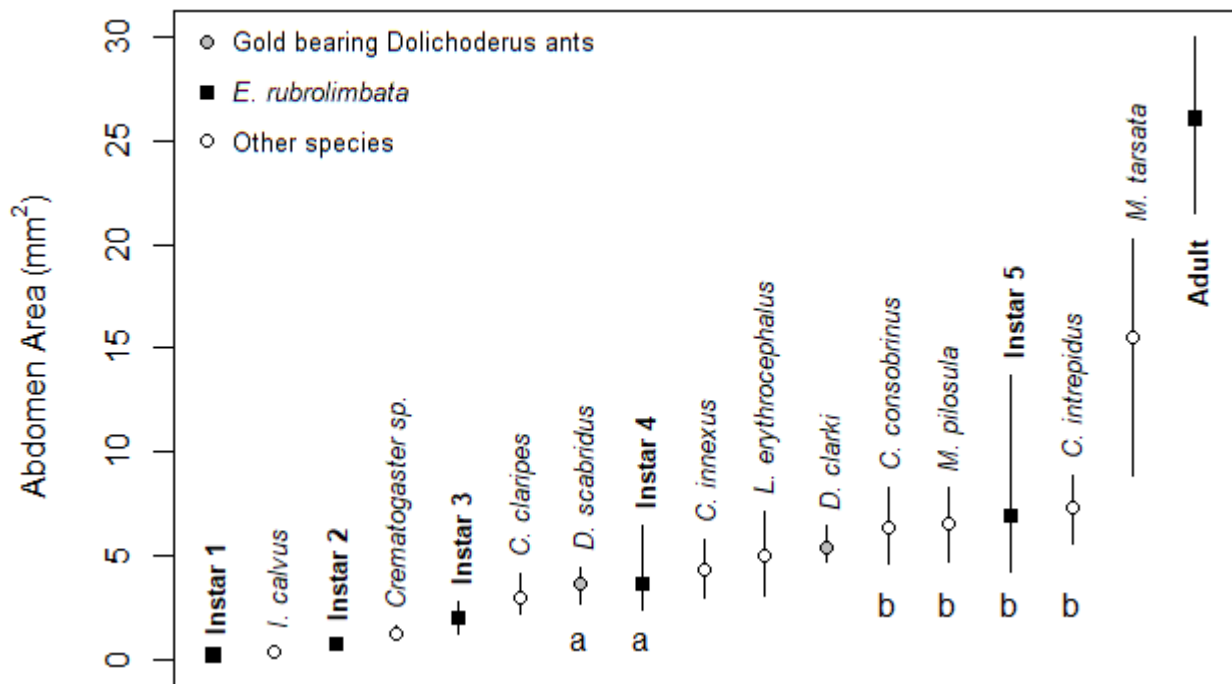 Gold bearing Dolichoderus ants
E. rubrolimbata
Other species
Abdomen Area (mm²)
30
25
20
15
10
5
0
Instar 1
I. calvus
Instar 2
Crematogaster sp.
Instar 3
C. claripes
D. scabridus
Instar 4
C. innexus
L. erythrocephalus
D. clarki
C. consobrinus
M. pilosula
Instar 5
C. intrepidus
M. tarsata
Adult
a a b b b b